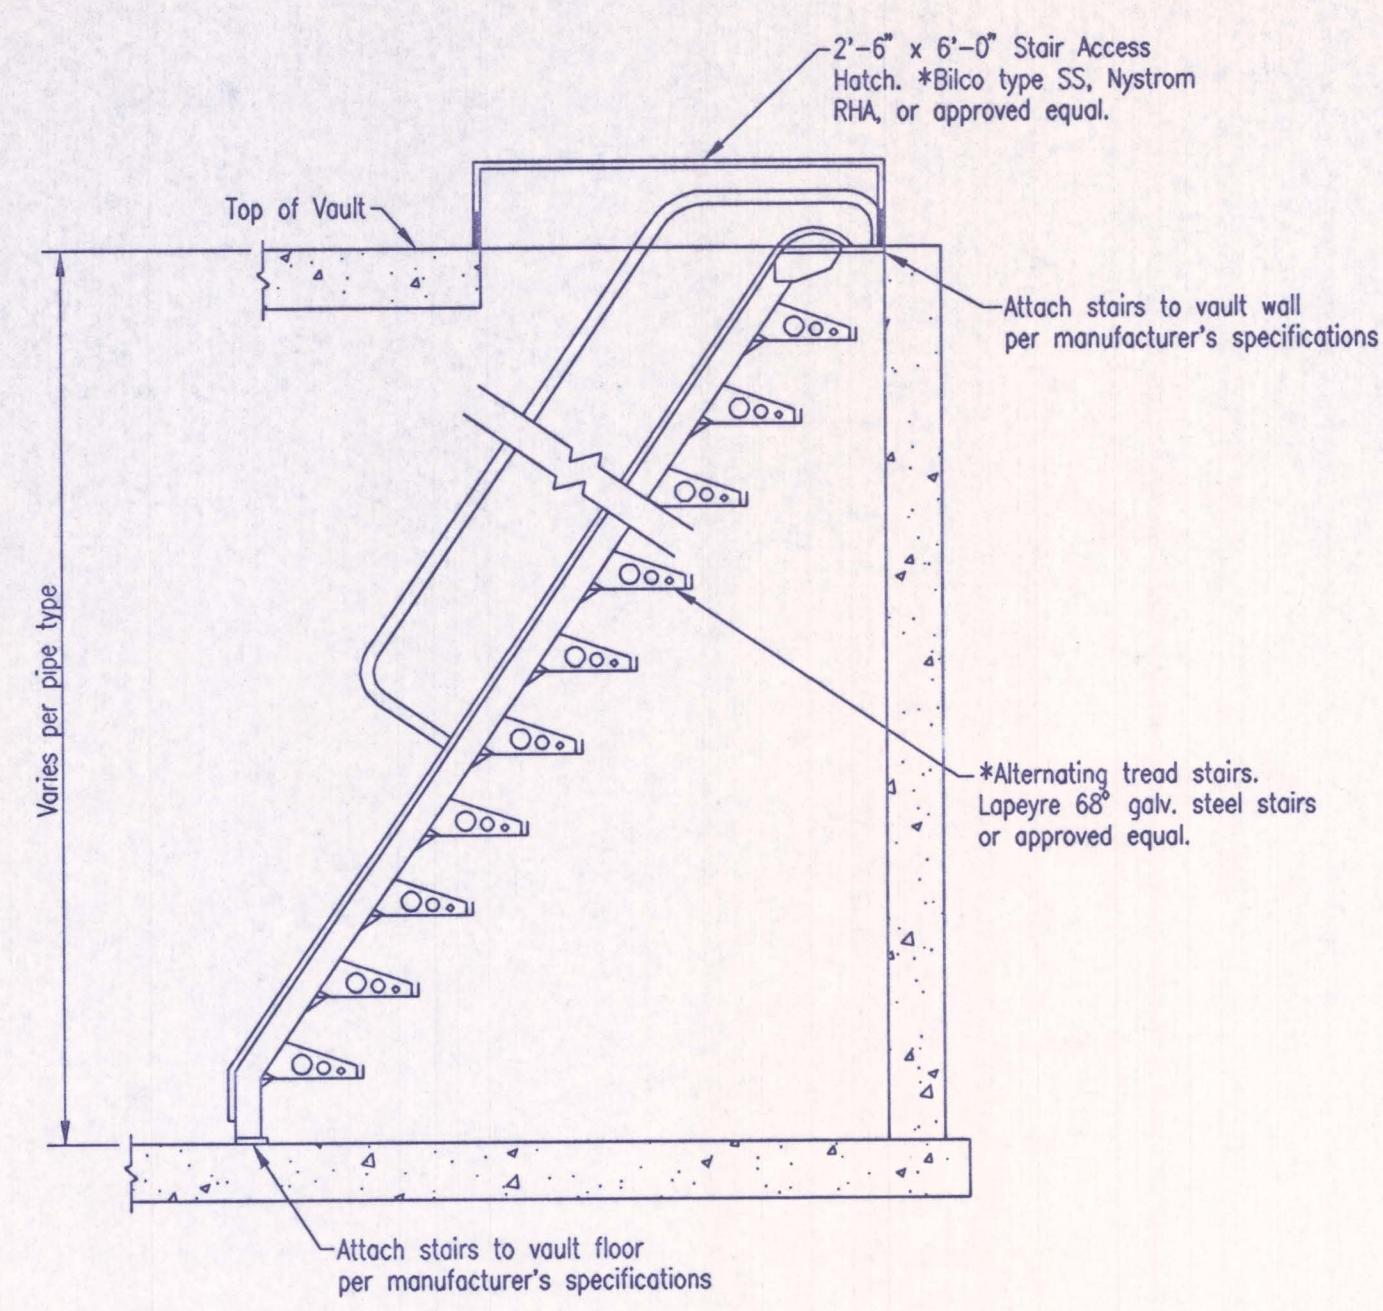 2'-6" x 6'-0" Stair Access
Hatch. *Bilco type SS, Nystrom
RHA, or approved equal.
Top of Vault
Attach stairs to vault wall
per manufacturer's specifications
Varies per pipe type
*Alternating tread stairs.
Lapeyre 68° galv. steel stairs
or approved equal.
Attach stairs to vault floor
per manufacturer's specifications